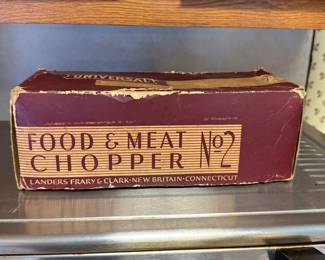 UNIVERSAL
FOOD & MEAT
CHOPPER No2
LANDERS FRARY & CLARK · NEW BRITAIN · CONNECTICUT